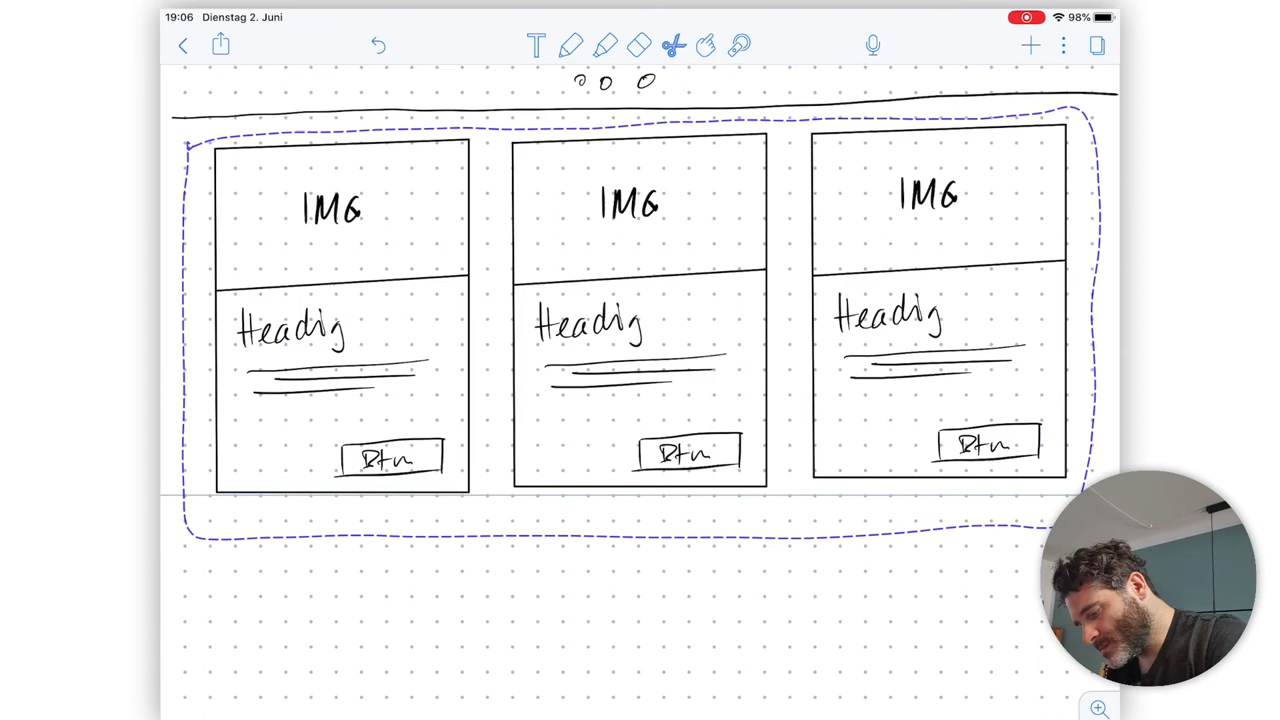 19:06 Dienstag 2. Juni 98%
IMG IMG IMG
Headig Headig Headig
Btn Btn Btn